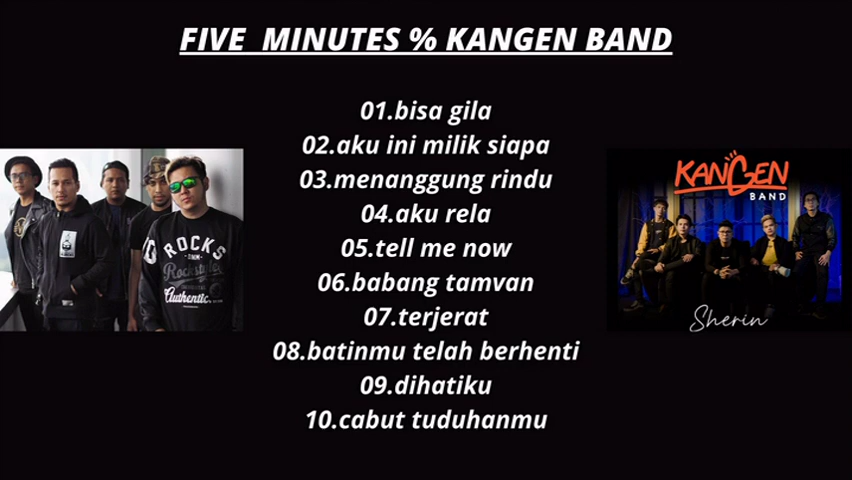 FIVE MINUTES % KANGEN BAND
01.bisa gila
02.aku ini milik siapa
03.menanggung rindu
04.aku rela
05.tell me now
06.babang tamvan
07.terjerat
08.batinmu telah berhenti
09.dihatiku
10.cabut tuduhanmu
ROCKS
DNM
Rockstyle
Authentic
KANGEN
BAND
Sherin